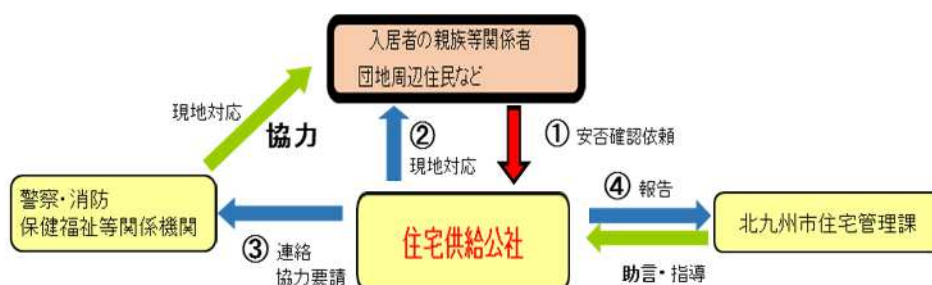 入居者の親族等関係者
団地周辺住民など
現地対応
協力
②
現地対応
① 安否確認依頼
警察・消防
保健福祉等関係機関
③ 連絡
協力要請
住宅供給公社
④ 報告
助言・指導
北九州市住宅管理課